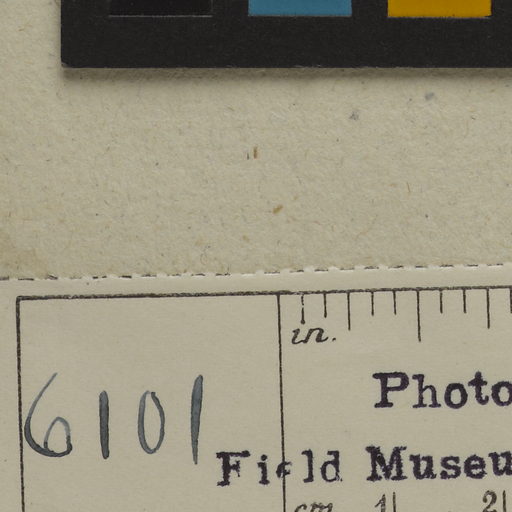 in.
Photo
6101
Field Museu
cm 1 2